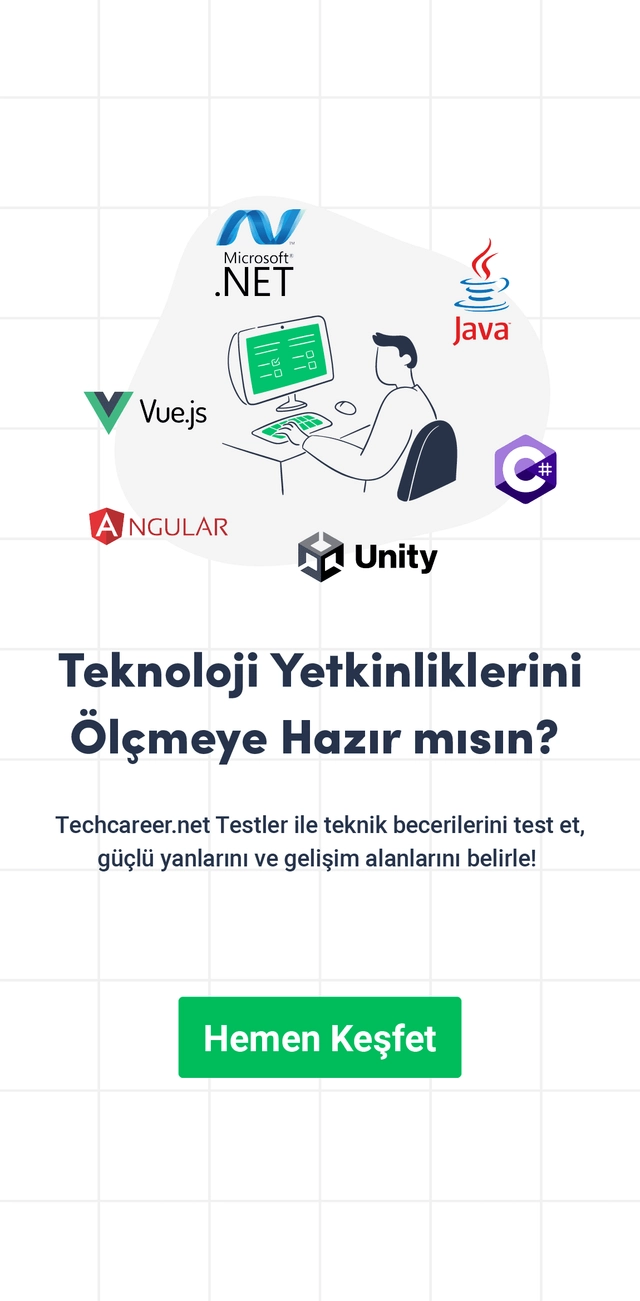 Microsoft®
.NET
Java
Vue.js
C#
ANGULAR
Unity
Teknoloji Yetkinliklerini
Ölçmeye Hazır mısın?
Techcareer.net Testler ile teknik becerilerini test et,
güçlü yanlarını ve gelişim alanlarını belirle!
Hemen Keşfet